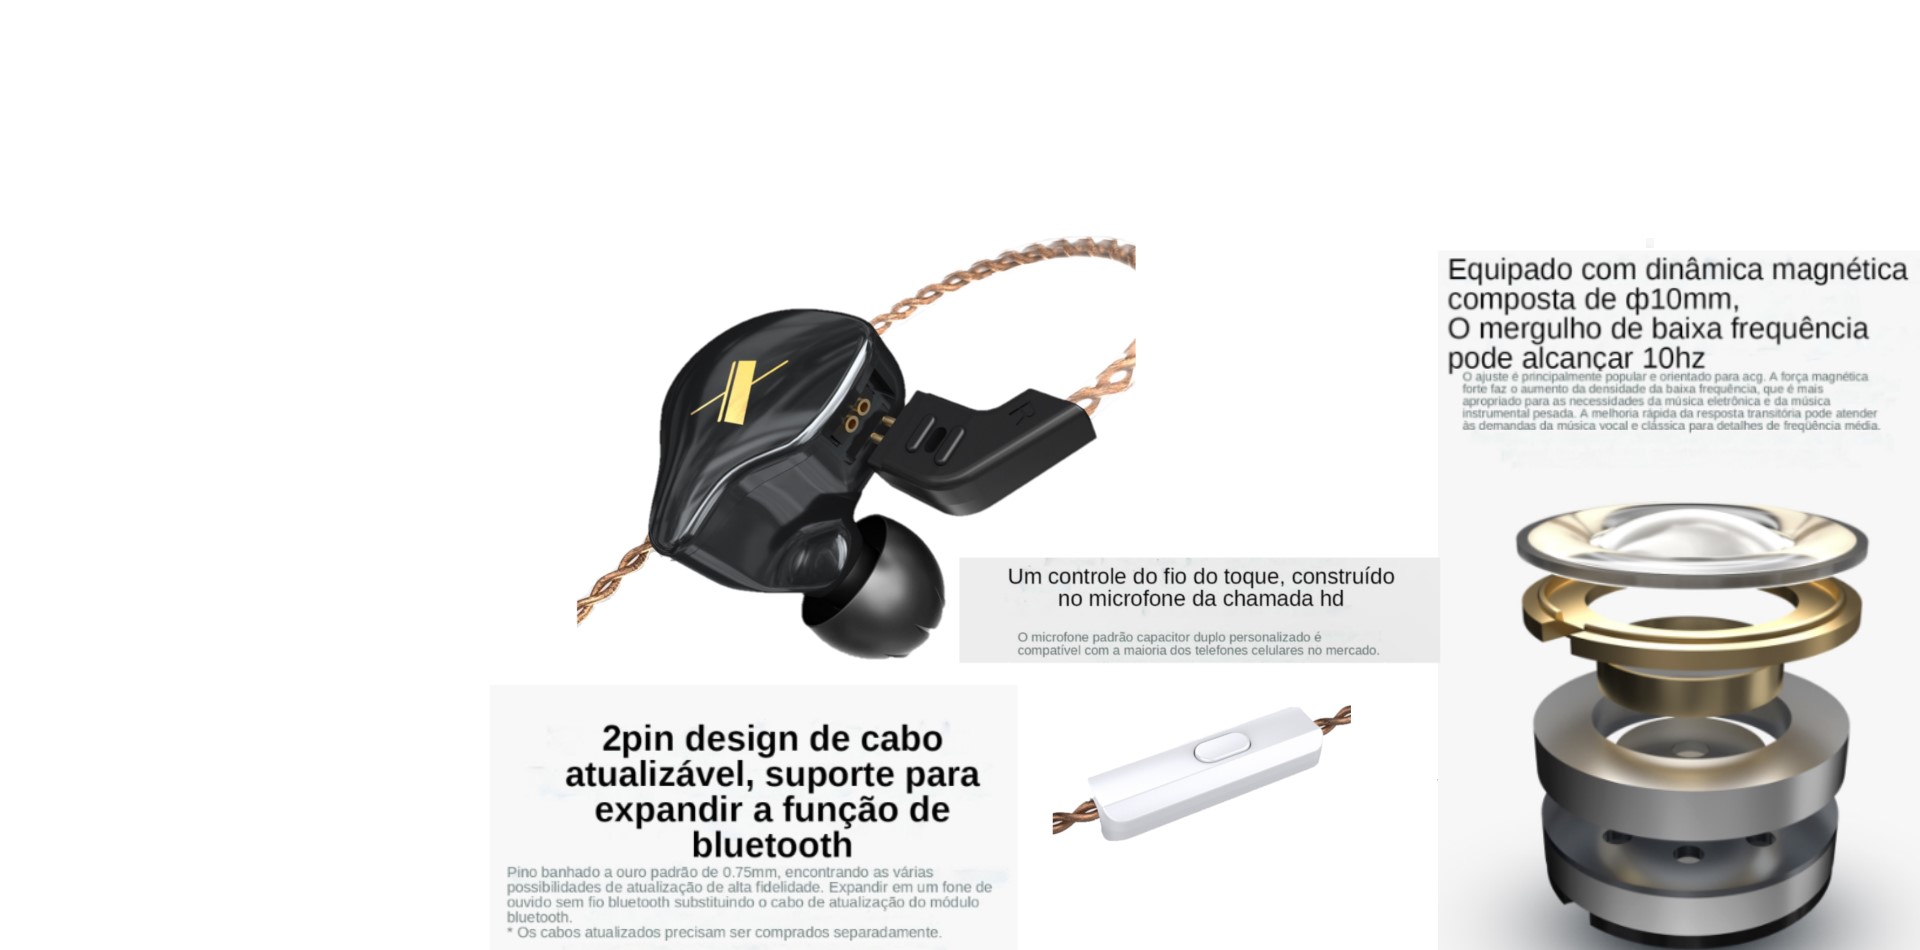 Equipado com dinâmica magnética
composta de ф10mm,
O mergulho de baixa frequência
pode alcançar 10hz
O ajuste é principalmente popular e orientado para acg. A força magnética
forte faz o aumento da densidade da baixa frequência, que é mais
apropriado para as necessidades da música eletrônica e da música
instrumental pesada. A melhoria rápida da resposta transitória pode atender
às demandas da música vocal e clássica para detalhes de freqüência média.
R
Um controle do fio do toque, construído
no microfone da chamada hd
O microfone padrão capacitor duplo personalizado é
compatível com a maioria dos telefones celulares no mercado.
2pin design de cabo
atualizável, suporte para
expandir a função de
bluetooth
Pino banhado a ouro padrão de 0.75mm, encontrando as várias
possibilidades de atualização de alta fidelidade. Expandir em um fone de
ouvido sem fio bluetooth substituindo o cabo de atualização do módulo
bluetooth.
* Os cabos atualizados precisam ser comprados separadamente.